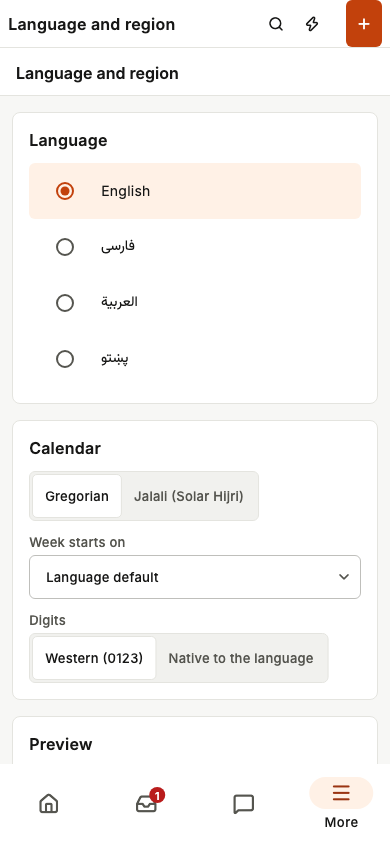 Language and region
Language and region
Language
English
فارسی
العربية
پښتو
Calendar
Gregorian
Jalali (Solar Hijri)
Week starts on
Language default
Digits
Western (0123)
Native to the language
Preview
1
More